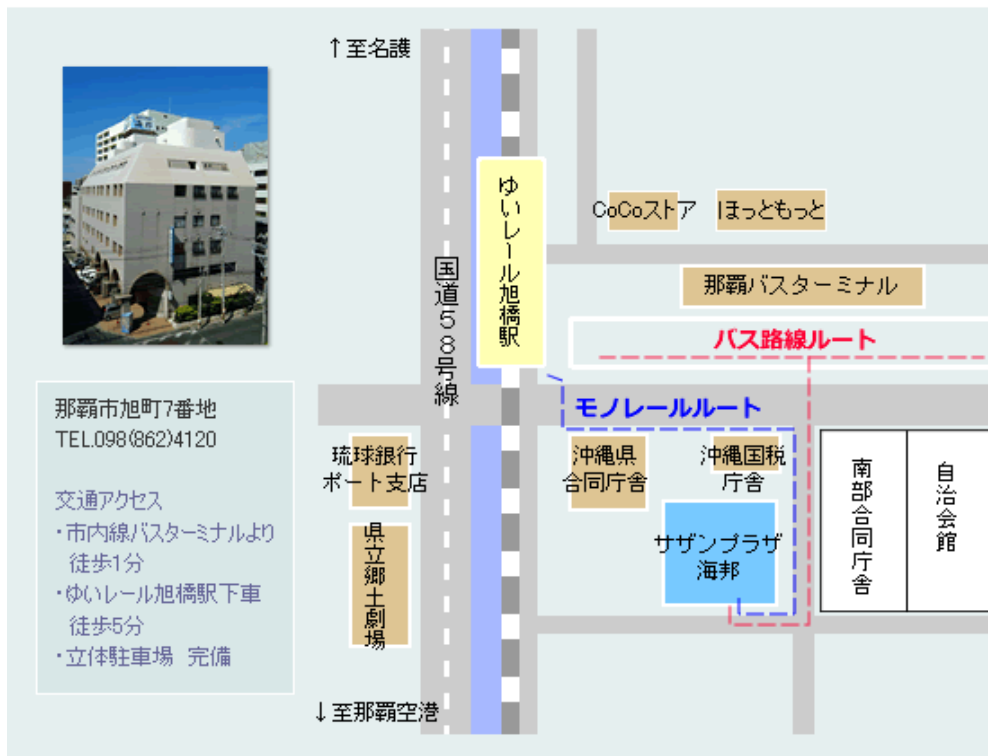 ↑至名護
ゆいレール旭橋駅
国道58号線
CoCoストア
ほっともっと
那覇バスターミナル
バス路線ルート
モノレールルート
那覇市旭町7番地
TEL.098(862)4120
交通アクセス
・市内線バスターミナルより
徒歩1分
・ゆいレール旭橋駅下車
徒歩5分
・立体駐車場 完備
琉球銀行
ポート支店
県立郷土劇場
沖縄県
合同庁舎
沖縄国税
庁舎
サザンプラザ
海邦
南部合同庁舎
自治会館
↓至那覇空港